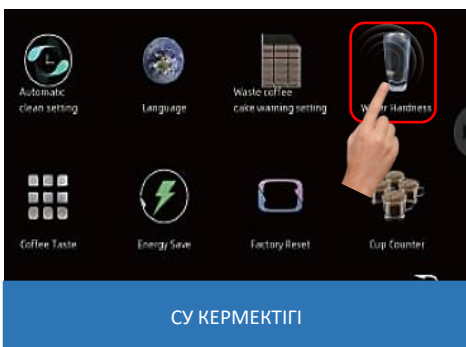 Automatic
clean setting
Language
Waste coffee
cake warning setting
Water Hardness
Coffee Taste
Energy Save
Factory Reset
Cup Counter
СУ КЕРМЕКТІГІ